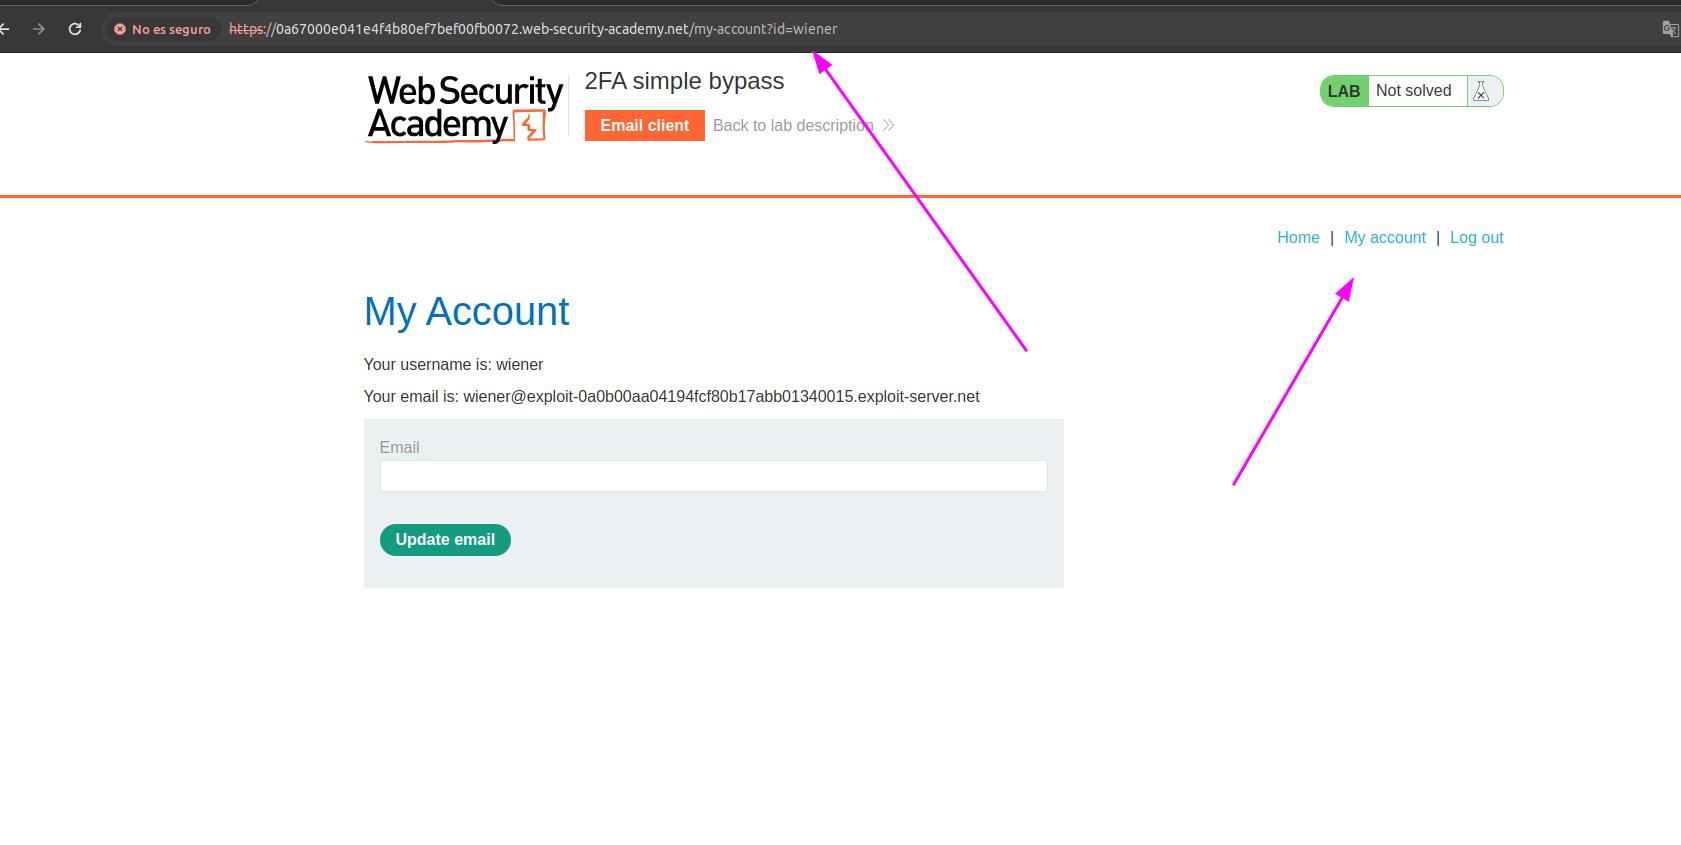 No es seguro https://0a67000e041e4f4b80ef7bef00fb0072.web-security-academy.net/my-account?id=wiener
Web Security
Academy
2FA simple bypass
Email client Back to lab description
LAB Not solved
Home | My account | Log out
My Account
Your username is: wiener
Your email is: wiener@exploit-0a0b00aa04194fcf80b17abb01340015.exploit-server.net
Email
Update email